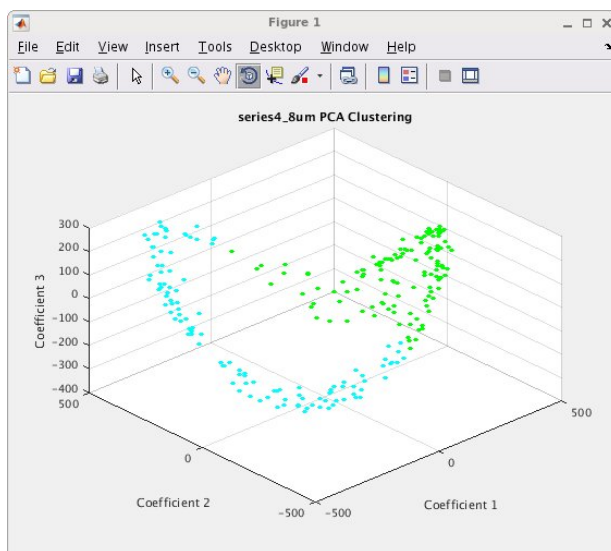 Figure 1
File Edit View Insert Tools Desktop Window Help
series4_8um PCA Clustering
Coefficient 3
300
200
100
0
-100
-200
-300
-400
500
0
-500
Coefficient 2
-500
0
500
Coefficient 1